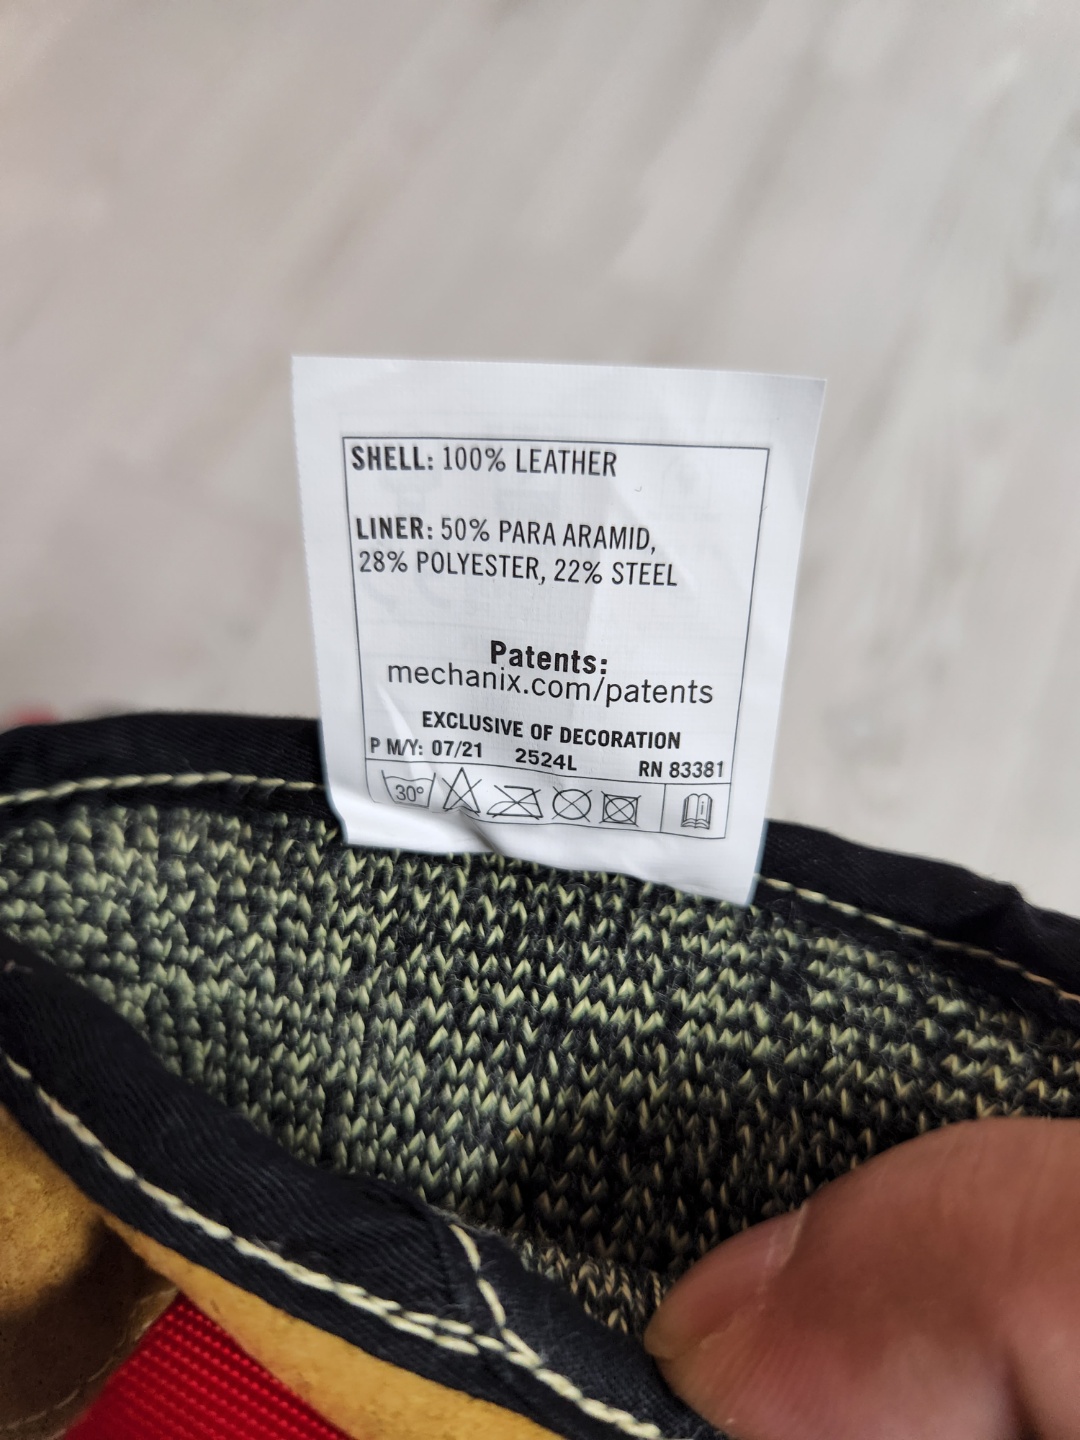 SHELL: 100% LEATHER
LINER: 50% PARA ARAMID,
28% POLYESTER, 22% STEEL
Patents:
mechanix.com/patents
EXCLUSIVE OF DECORATION
P M/Y: 07/21 2524L RN 83381
30°
i